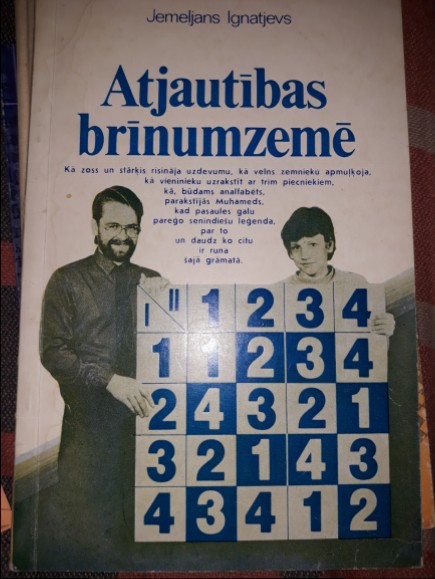 Jemeljans Ignatjevs
Atjautības
brīnumzemē
Kā zoss un stārķis risināja uzdevumu, kā velns zemnieku apmuļķoja,
kā vieninieku uzrakstīt ar trim piecniekiem,
kā, būdams analfabēts,
parakstījās Muhameds,
kad pasaules galu
pareģo senindiešu leģenda,
par to
un daudz ko citu
ir runa
šajā grāmatā.
I II 1 2 3 4
1 1 2 3 4
2 4 3 2 1
3 2 1 4 3
4 3 4 1 2